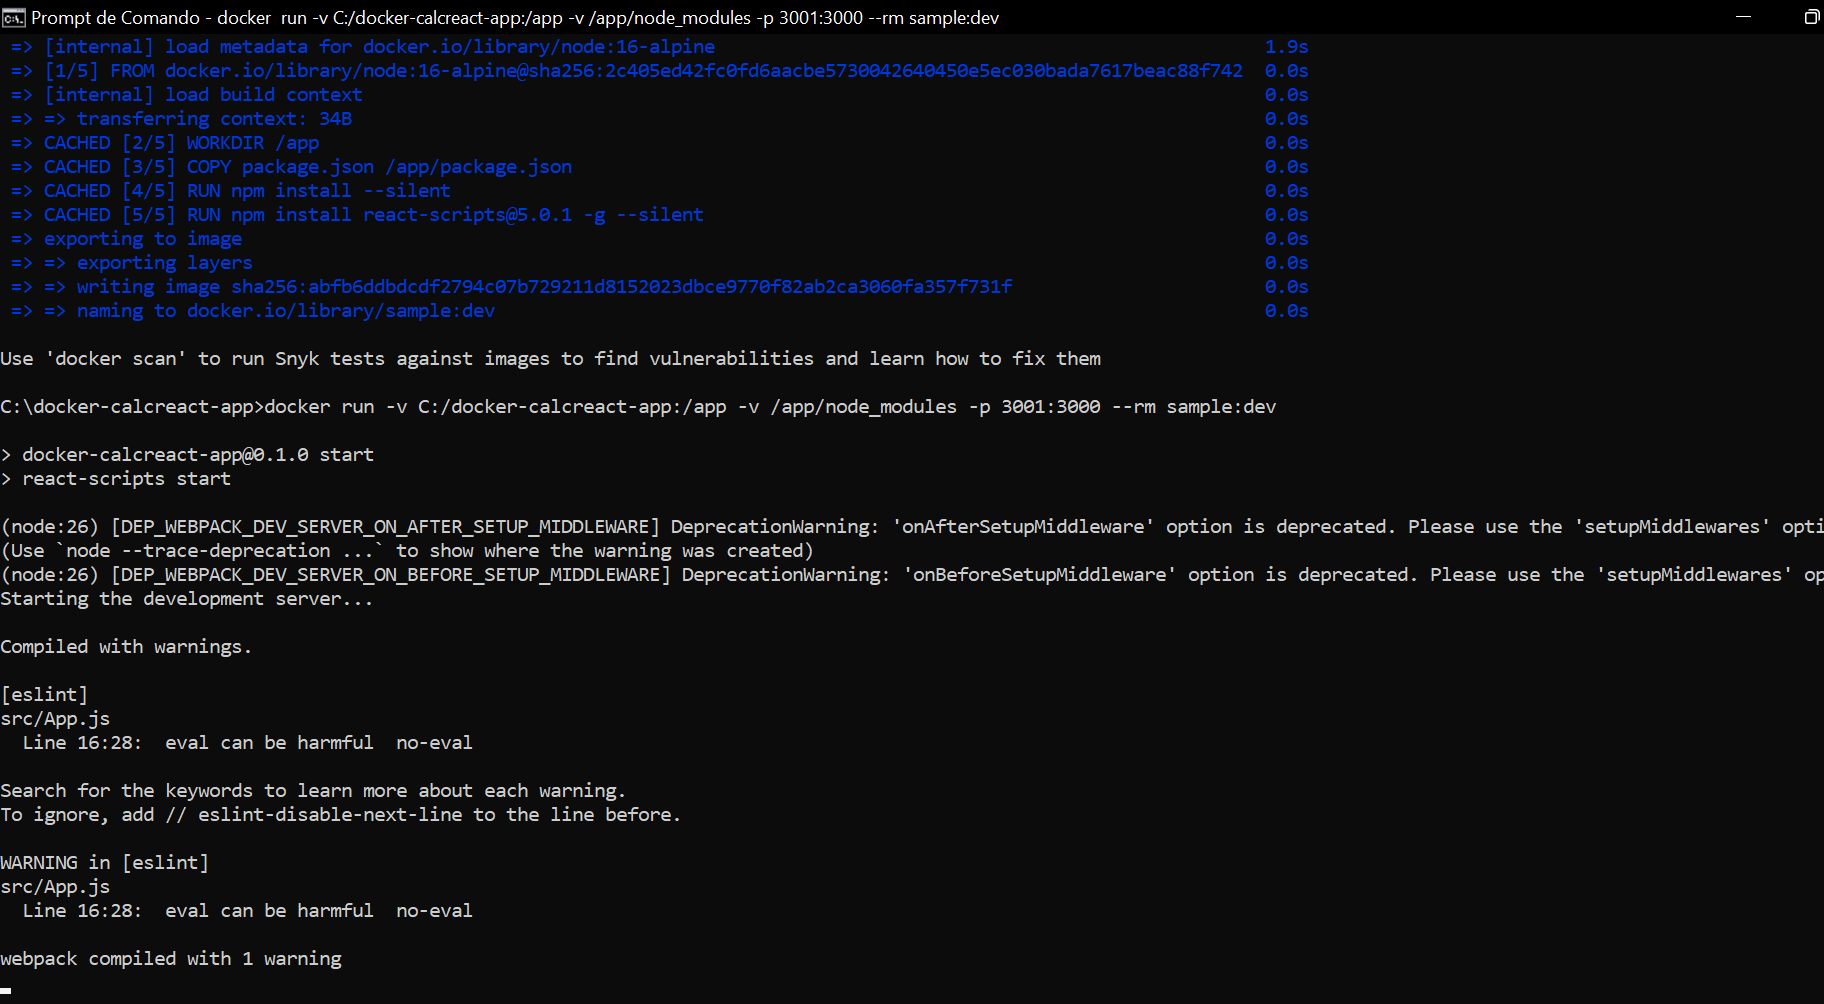 Prompt de Comando - docker  run -v C:/docker-calcreact-app:/app -v /app/node_modules -p 3001:3000 --rm sample:dev
=> [internal] load metadata for docker.io/library/node:16-alpine 1.9s
=> [1/5] FROM docker.io/library/node:16-alpine@sha256:2c405ed42fc0fd6aacbe5730042640450e5ec030bada7617beac88f742 0.0s
=> [internal] load build context 0.0s
=> => transferring context: 34B 0.0s
=> CACHED [2/5] WORKDIR /app 0.0s
=> CACHED [3/5] COPY package.json /app/package.json 0.0s
=> CACHED [4/5] RUN npm install --silent 0.0s
=> CACHED [5/5] RUN npm install react-scripts@5.0.1 -g --silent 0.0s
=> exporting to image 0.0s
=> => exporting layers 0.0s
=> => writing image sha256:abfb6ddbdcdf2794c07b729211d8152023dbce9770f82ab2ca3060fa357f731f 0.0s
=> => naming to docker.io/library/sample:dev 0.0s
Use 'docker scan' to run Snyk tests against images to find vulnerabilities and learn how to fix them
C:\docker-calcreact-app>docker run -v C:/docker-calcreact-app:/app -v /app/node_modules -p 3001:3000 --rm sample:dev
> docker-calcreact-app@0.1.0 start
> react-scripts start
(node:26) [DEP_WEBPACK_DEV_SERVER_ON_AFTER_SETUP_MIDDLEWARE] DeprecationWarning: 'onAfterSetupMiddleware' option is deprecated. Please use the 'setupMiddlewares' opti
(Use `node --trace-deprecation ...` to show where the warning was created)
(node:26) [DEP_WEBPACK_DEV_SERVER_ON_BEFORE_SETUP_MIDDLEWARE] DeprecationWarning: 'onBeforeSetupMiddleware' option is deprecated. Please use the 'setupMiddlewares' op
Starting the development server...
Compiled with warnings.
[eslint]
src/App.js
  Line 16:28:  eval can be harmful  no-eval
Search for the keywords to learn more about each warning.
To ignore, add // eslint-disable-next-line to the line before.
WARNING in [eslint]
src/App.js
  Line 16:28:  eval can be harmful  no-eval
webpack compiled with 1 warning